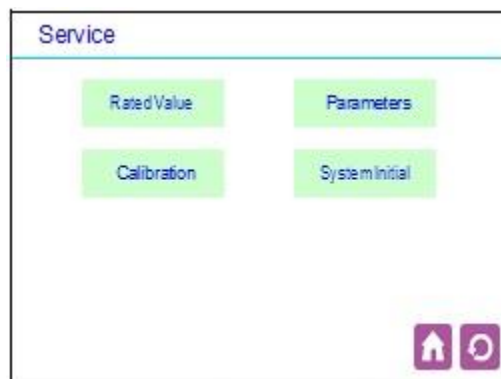 Service
Rated Value Parameters
Calibration System Initial